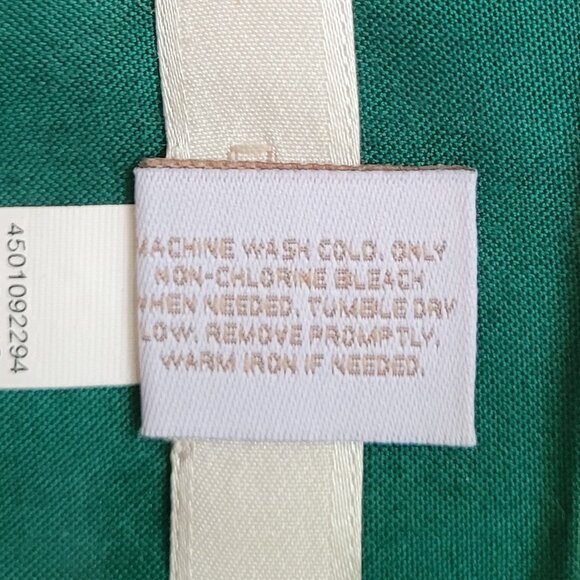 MACHINE WASH COLD. ONLY
NON-CHLORINE BLEACH
WHEN NEEDED. TUMBLE DRY
LOW. REMOVE PROMPTLY.
WARM IRON IF NEEDED.
4501092294